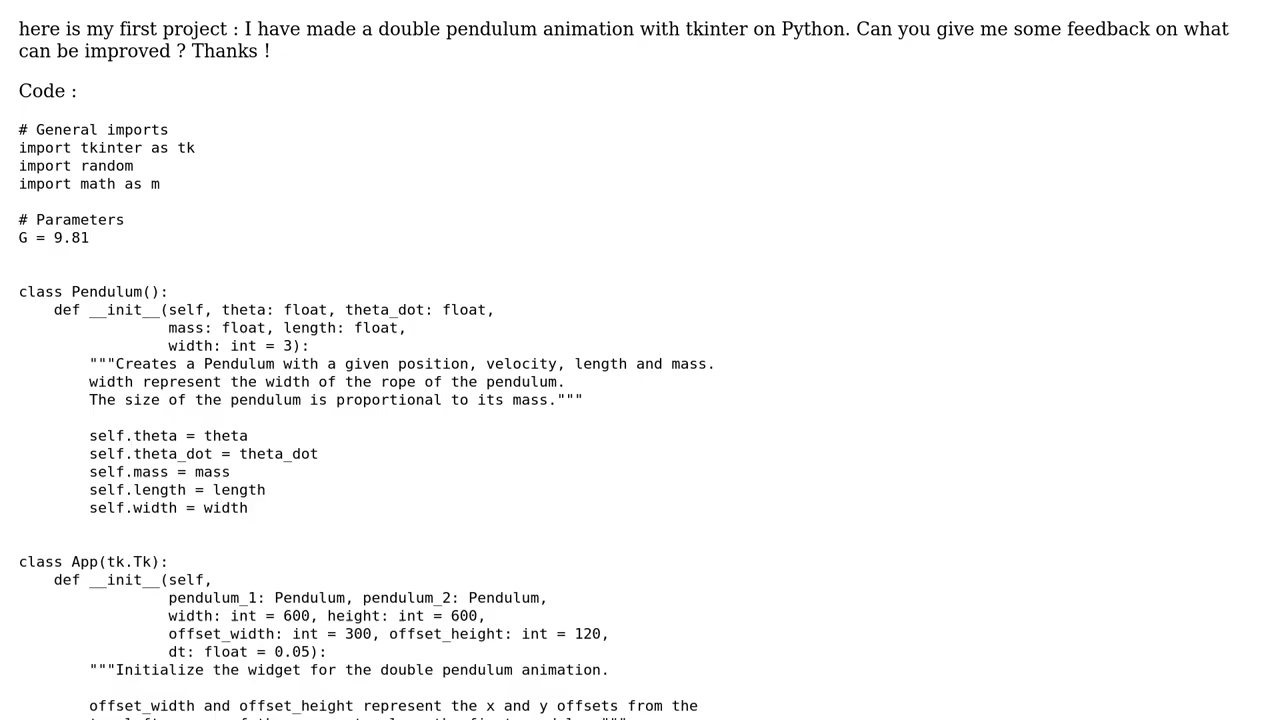 here is my first project : I have made a double pendulum animation with tkinter on Python. Can you give me some feedback on what
can be improved ? Thanks !
Code :
# General imports
import tkinter as tk
import random
import math as m
# Parameters
G = 9.81
class Pendulum():
    def __init__(self, theta: float, theta_dot: float,
                 mass: float, length: float,
                 width: int = 3):
        """Creates a Pendulum with a given position, velocity, length and mass.
        width represent the width of the rope of the pendulum.
        The size of the pendulum is proportional to its mass."""
        self.theta = theta
        self.theta_dot = theta_dot
        self.mass = mass
        self.length = length
        self.width = width
class App(tk.Tk):
    def __init__(self,
                 pendulum_1: Pendulum, pendulum_2: Pendulum,
                 width: int = 600, height: int = 600,
                 offset_width: int = 300, offset_height: int = 120,
                 dt: float = 0.05):
        """Initialize the widget for the double pendulum animation.
        offset_width and offset_height represent the x and y offsets from the